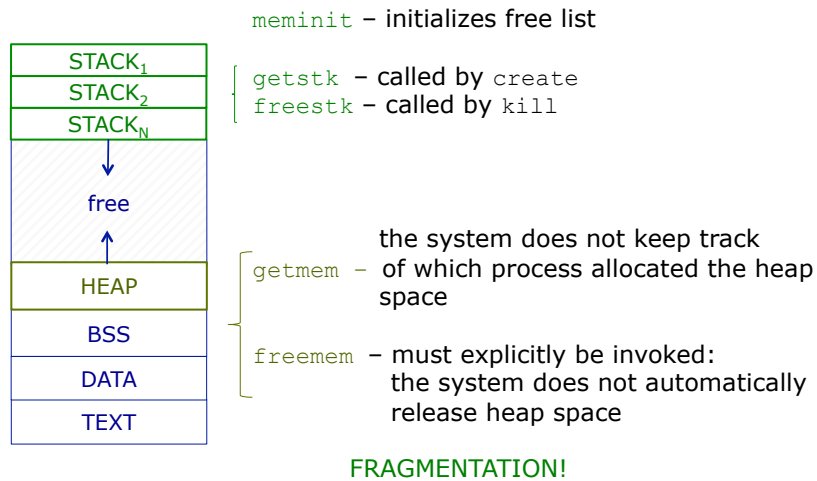 meminit – initializes free list
STACK1
STACK2
STACKN
getstk – called by create
freestk – called by kill
free
the system does not keep track
getmem – of which process allocated the heap
space
HEAP
BSS
DATA
TEXT
freemem – must explicitly be invoked:
the system does not automatically
release heap space
FRAGMENTATION!